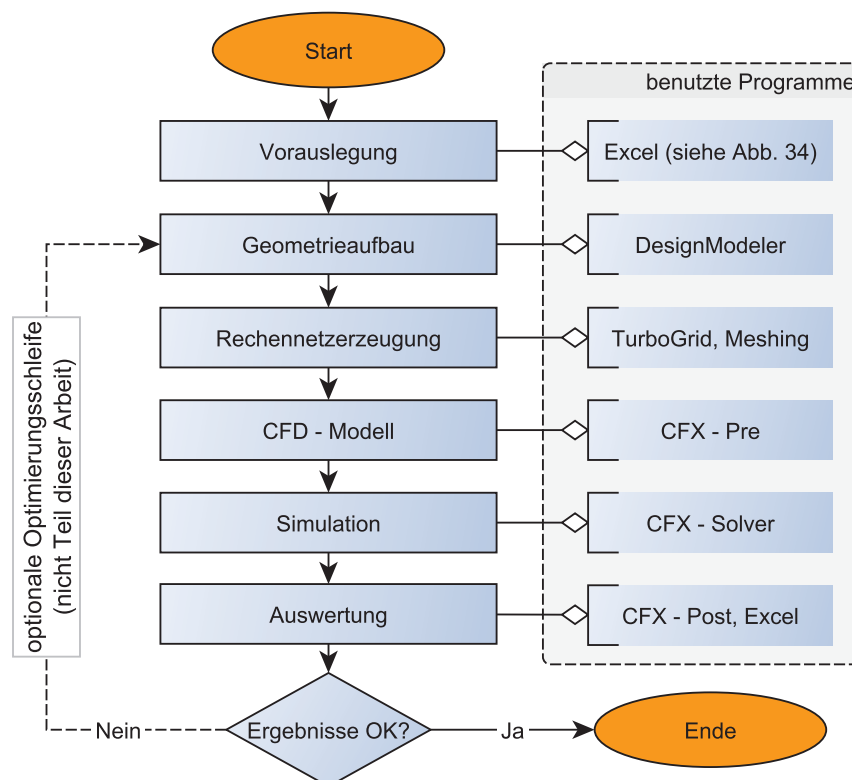 Start
benutzte Programme
Vorauslegung
Excel (siehe Abb. 34)
Geometrieaufbau
DesignModeler
Rechennetzerzeugung
TurboGrid, Meshing
CFD - Modell
CFX - Pre
Simulation
CFX - Solver
Auswertung
CFX - Post, Excel
optionale Optimierungsschleife
(nicht Teil dieser Arbeit)
Nein
Ergebnisse OK?
Ja
Ende